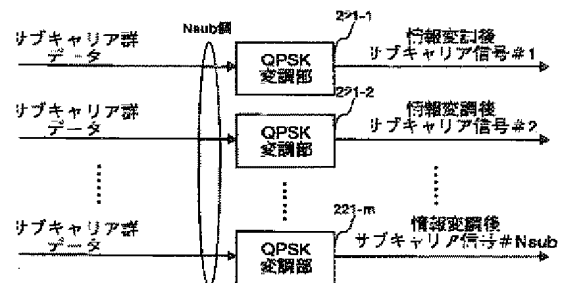 Nsub個
221-1
サブキャリア群
データ
QPSK
変調部
情報変調後
サブキャリア信号#1
221-2
サブキャリア群
データ
QPSK
変調部
情報変調後
サブキャリア信号#2
221-m
サブキャリア群
データ
QPSK
変調部
情報変調後
サブキャリア信号#Nsub